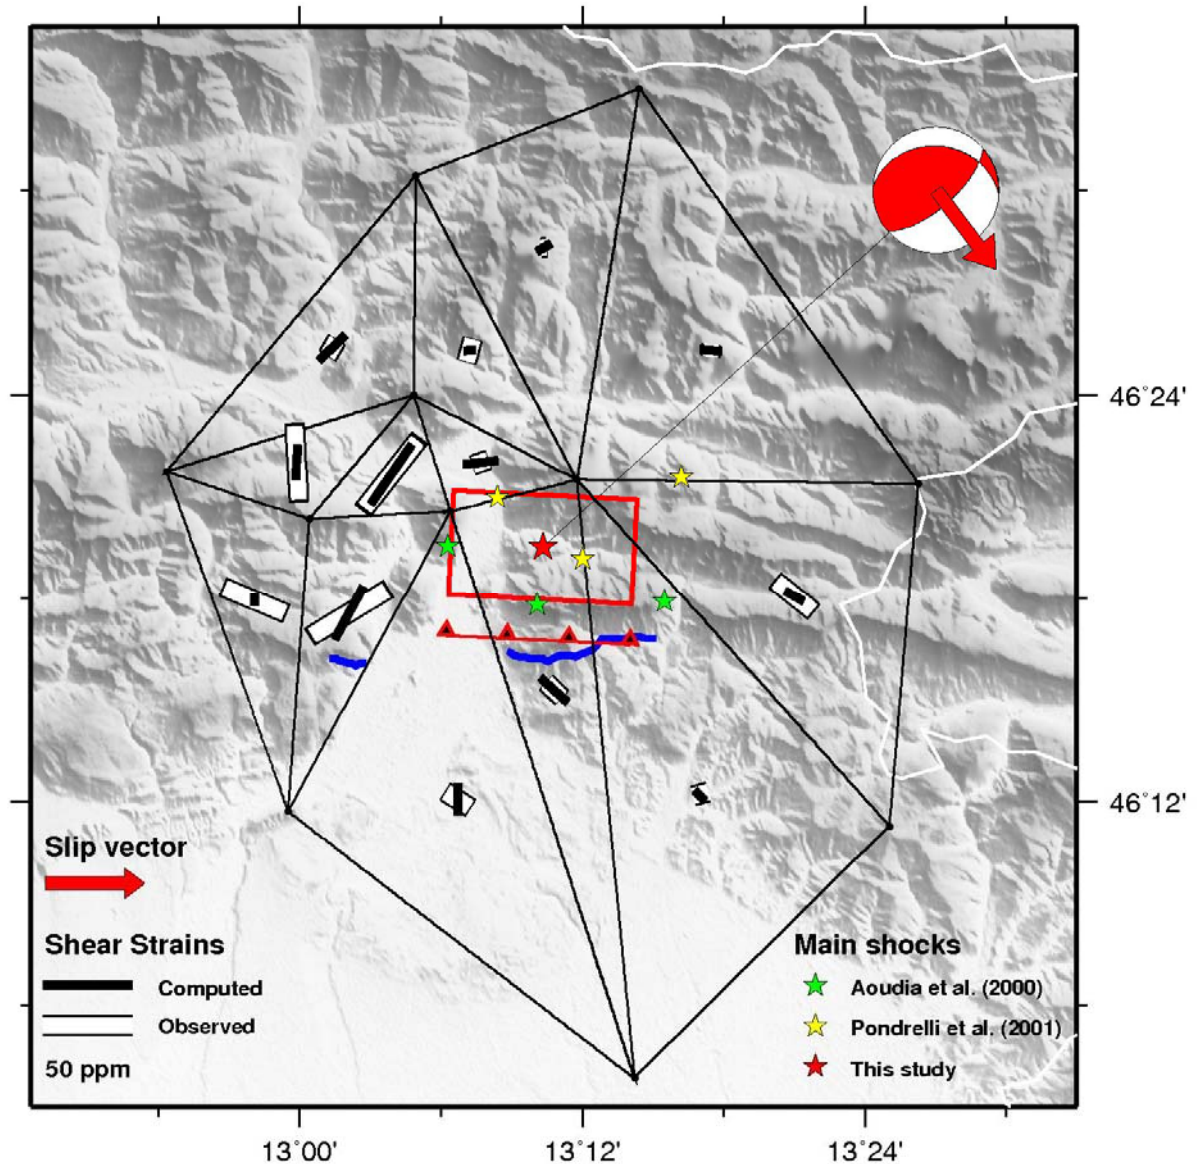 46˚24'
46˚12'
Slip vector
Shear Strains
Computed
Observed
50 ppm
Main shocks
Aoudia et al. (2000)
Pondrelli et al. (2001)
This study
13˚00'
13˚12'
13˚24'